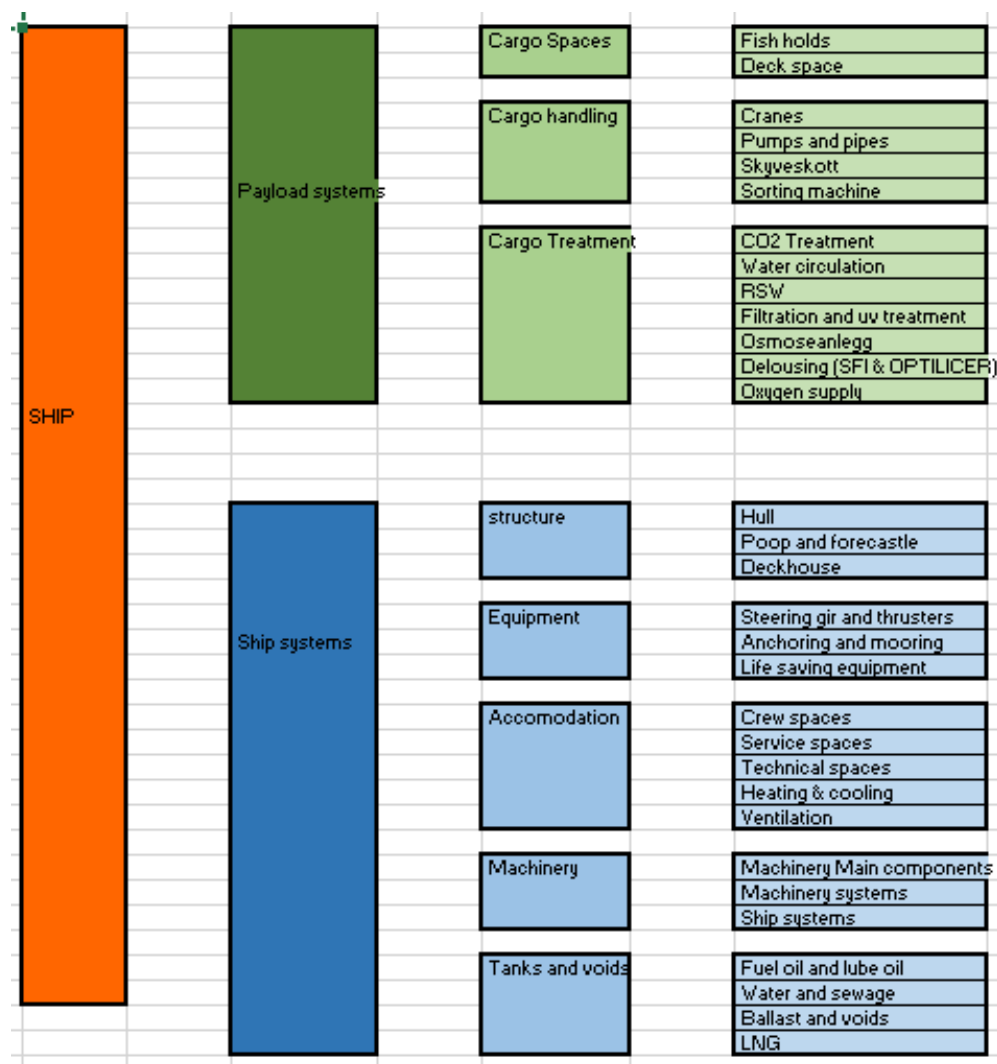 SHIP
Payload systems
Cargo Spaces
Fish holds
Deck space
Cargo handling
Cranes
Pumps and pipes
Skyveskott
Sorting machine
Cargo Treatment
CO2 Treatment
Water circulation
RSW
Filtration and uv treatment
Osmoseanlegg
Delousing (SFI & OPTILICER)
Oxygen supply
Ship systems
structure
Hull
Poop and forecastle
Deckhouse
Equipment
Steering gir and thrusters
Anchoring and mooring
Life saving equipment
Accomodation
Crew spaces
Service spaces
Technical spaces
Heating & cooling
Ventilation
Machinery
Machinery Main components
Machinery systems
Ship systems
Tanks and voids
Fuel oil and lube oil
Water and sewage
Ballast and voids
LNG